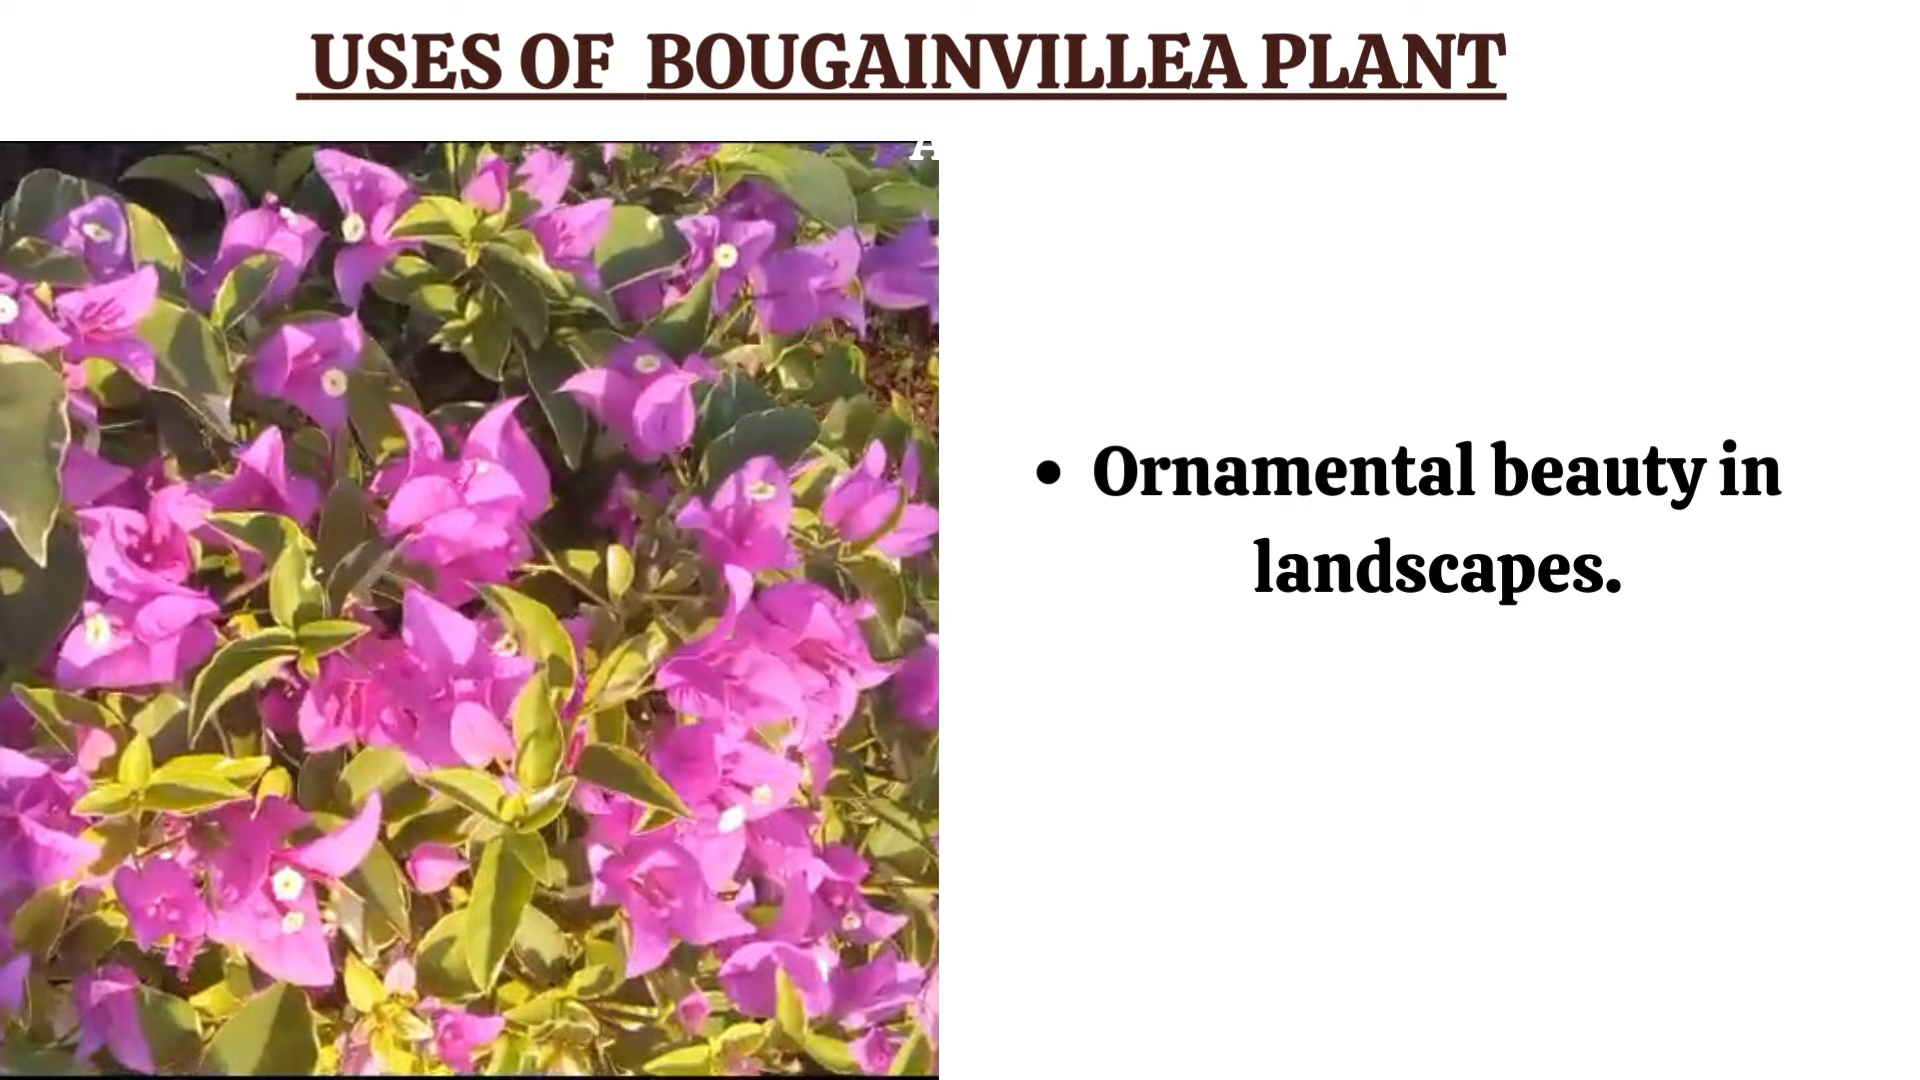 USES OF BOUGAINVILLEA PLANT
A
• Ornamental beauty in
landscapes.